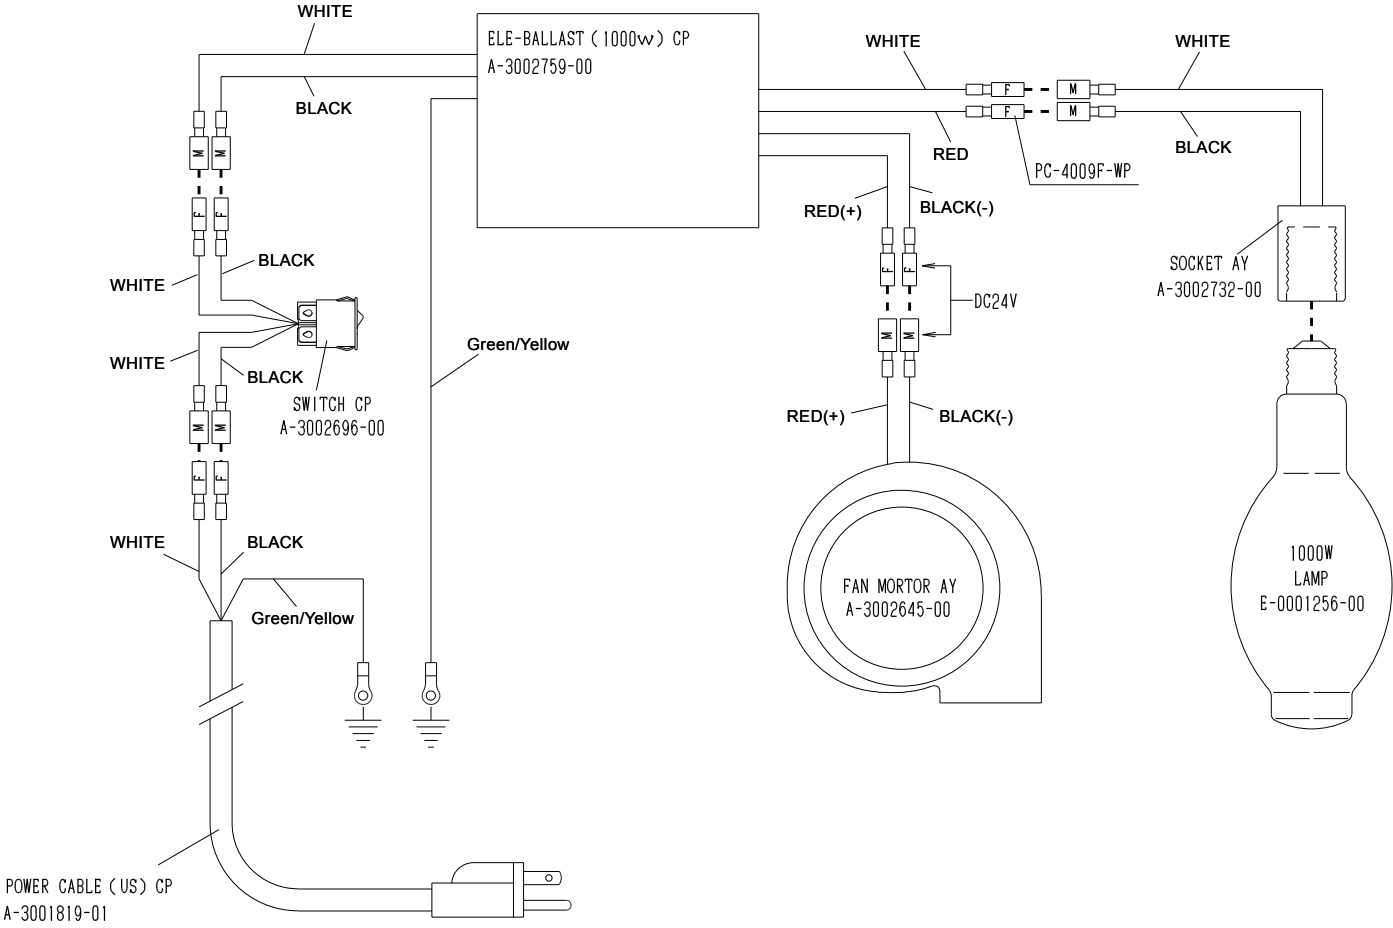 WHITE
ELE-BALLAST (1000W) CP
A-3002759-00
BLACK
WHITE
WHITE
F
M
F
M
RED
BLACK
PC-4009F-WP
M
M
F
F
RED(+)
BLACK(-)
WHITE
BLACK
F
F
DC24V
M
M
SOCKET AY
A-3002732-00
WHITE
BLACK
SWITCH CP
A-3002696-00
Green/Yellow
M
M
F
F
RED(+)
BLACK(-)
WHITE
BLACK
Green/Yellow
FAN MORTOR AY
A-3002645-00
1000W
LAMP
E-0001256-00
POWER CABLE (US) CP
A-3001819-01